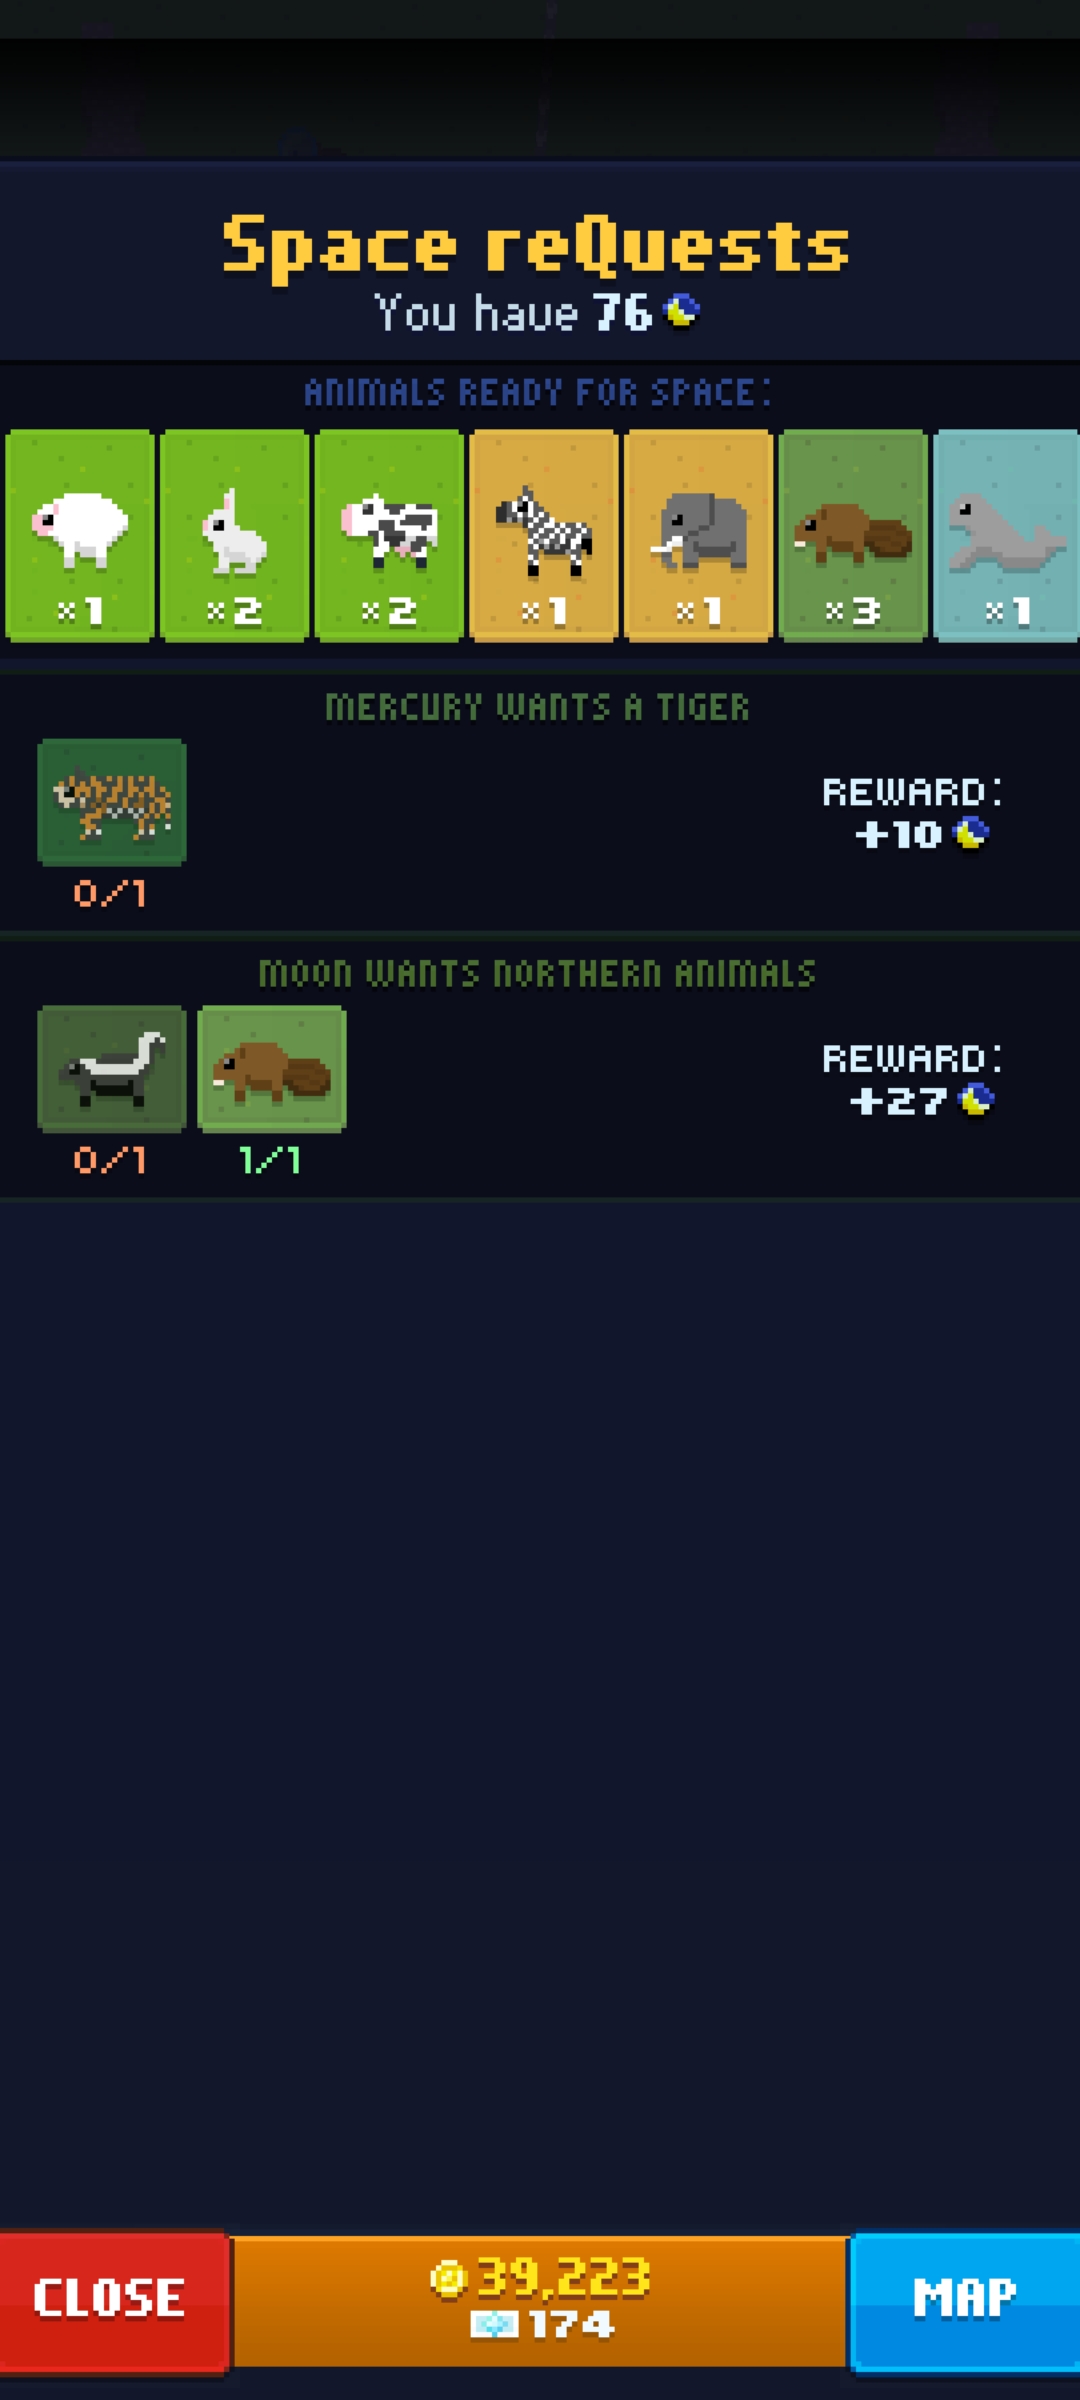 Space reQuests
You have 76
ANIMALS READY FOR SPACE:
×1 ×2 ×2 ×1 ×1 ×3 ×1
MERCURY WANTS A TIGER
REWARD:
+10
0/1
MOON WANTS NORTHERN ANIMALS
REWARD:
+27
0/1 1/1
CLOSE
39,223
174
MAP